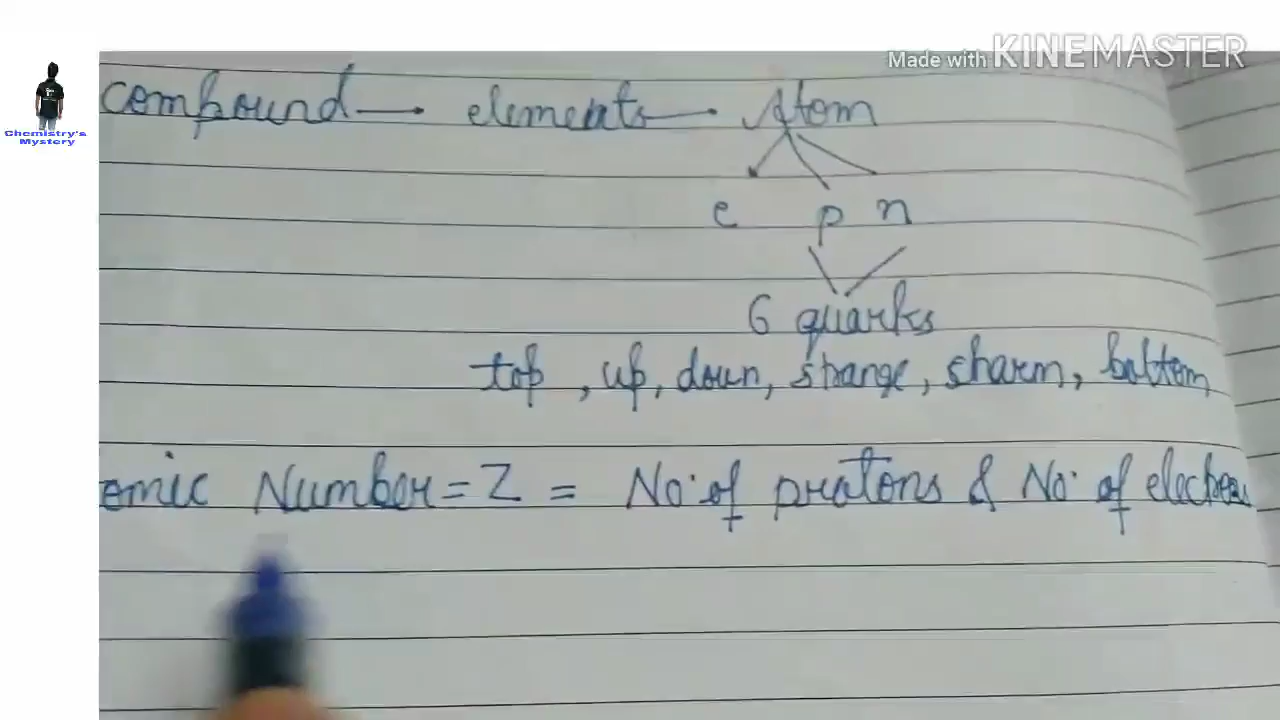 Made with KINEMASTER
Chemistry's
Mystery
compound → elements → Atom
e p n
6 quarks
top , up, down, strange, sharm, bottom,
omic Number = Z = No. of protons & No. of